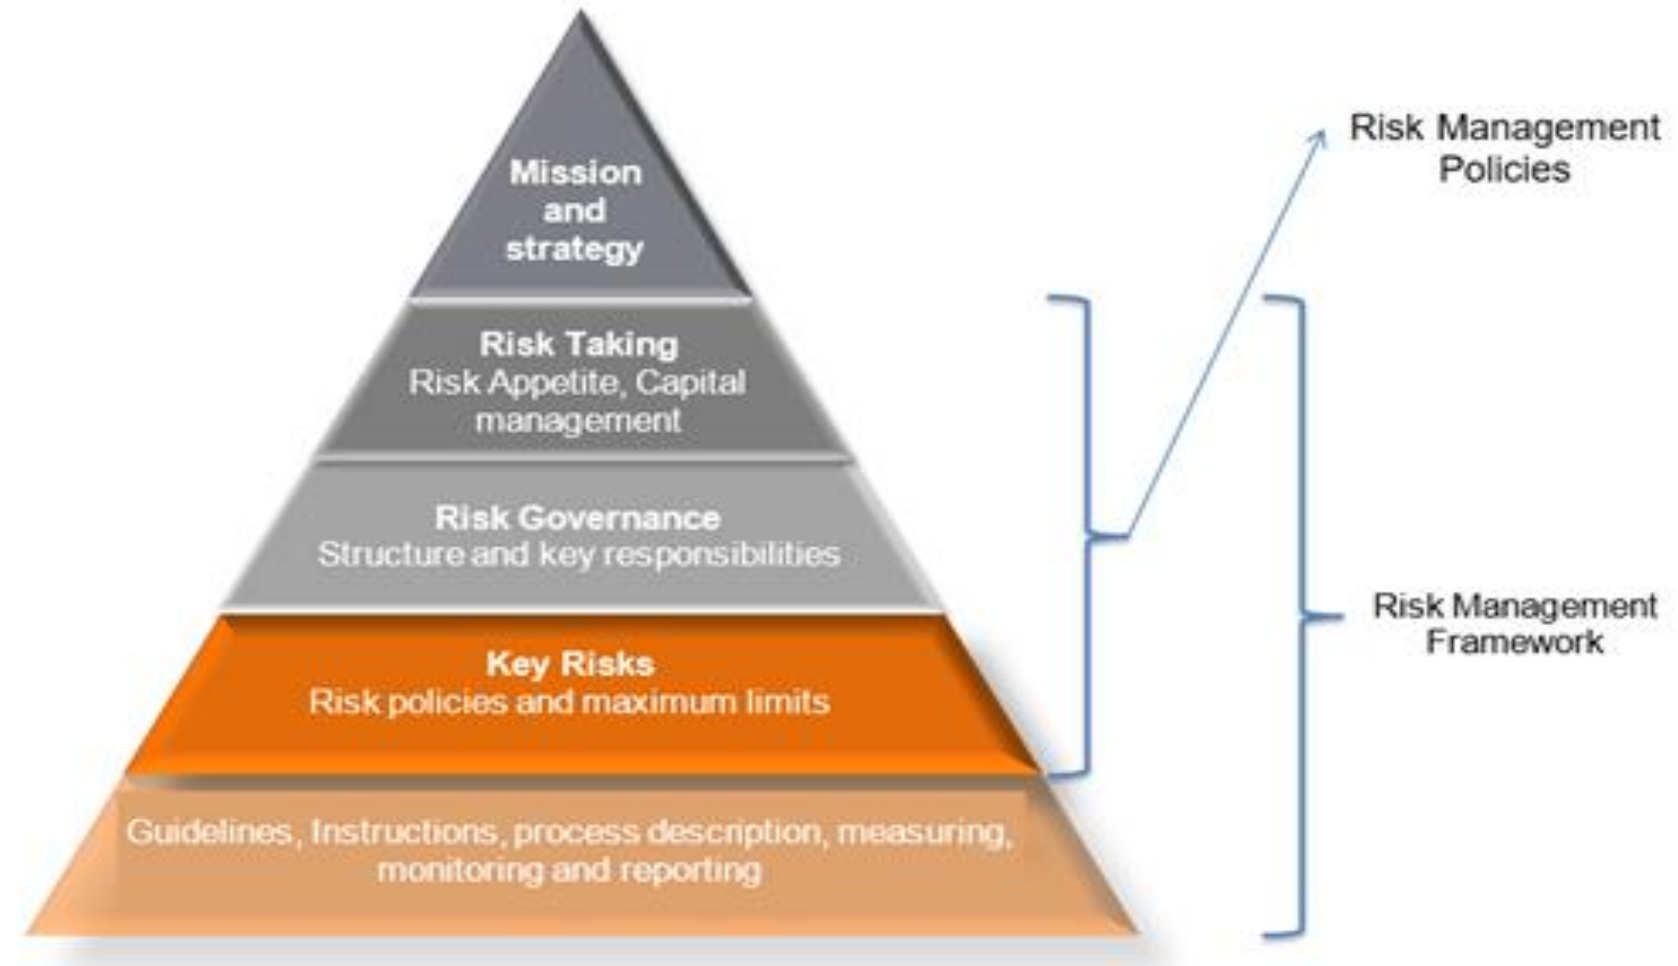 Mission
and
strategy
Risk Taking
Risk Appetite, Capital
management
Risk Governance
Structure and key responsibilities
Key Risks
Risk policies and maximum limits
Guidelines, Instructions, process description, measuring,
monitoring and reporting
Risk Management
Policies
Risk Management
Framework